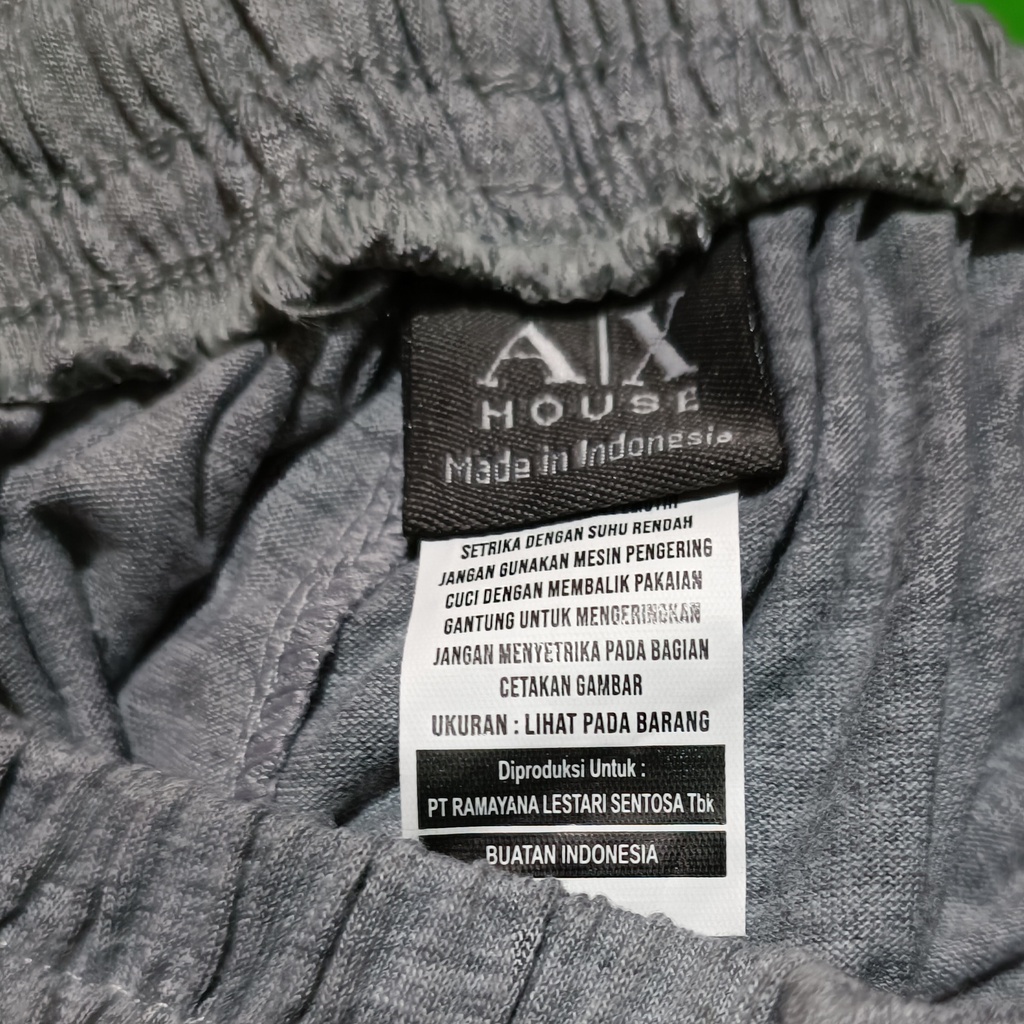 A|X
HOUSE
Made in Indonesia
SETRIKA DENGAN SUHU RENDAH
JANGAN GUNAKAN MESIN PENGERING
CUCI DENGAN MEMBALIK PAKAIAN
GANTUNG UNTUK MENGERINGKAN
JANGAN MENYETRIKA PADA BAGIAN
CETAKAN GAMBAR
UKURAN : LIHAT PADA BARANG
Diproduksi Untuk :
PT RAMAYANA LESTARI SENTOSA Tbk
BUATAN INDONESIA